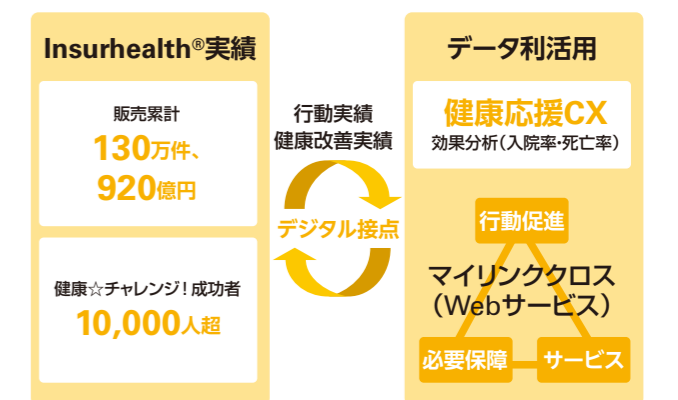 Insurhealth®実績
販売累計
130万件、
920億円
健康☆チャレンジ!成功者
10,000人超
行動実績
健康改善実績
デジタル接点
データ利活用
健康応援CX
効果分析(入院率・死亡率)
行動促進
マイリンククロス
(Webサービス)
必要保障
サービス